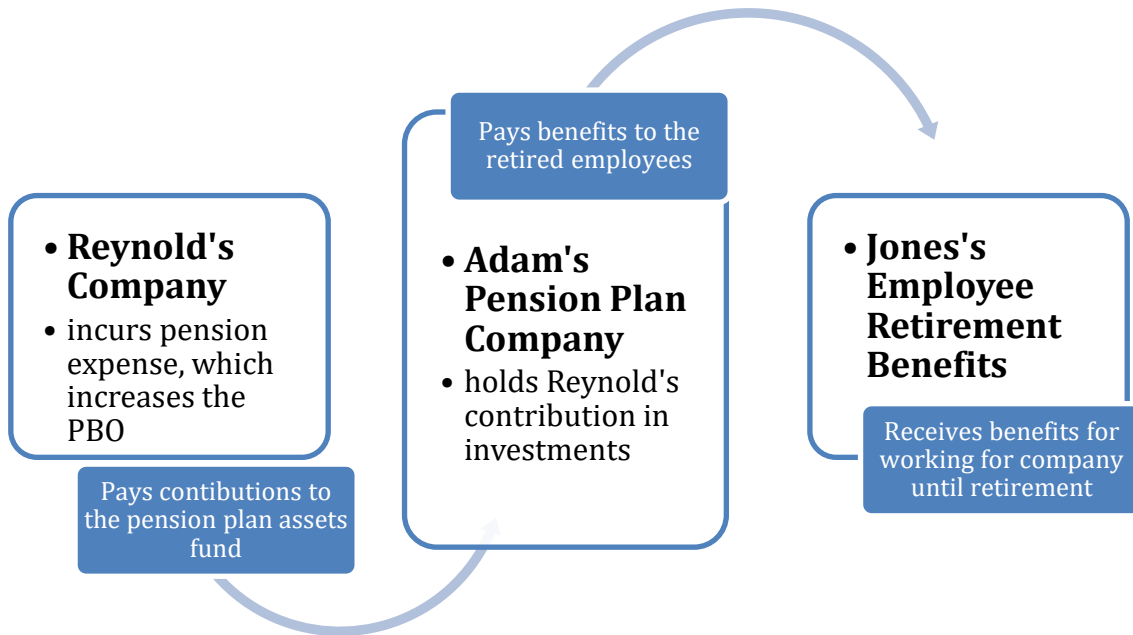 • Reynold's
Company
• incurs pension
expense, which
increases the
PBO
Pays contibutions to
the pension plan assets
fund
Pays benefits to the
retired employees
• Adam's
Pension Plan
Company
• holds Reynold's
contribution in
investments
• Jones's
Employee
Retirement
Benefits
Receives benefits for
working for company
until retirement